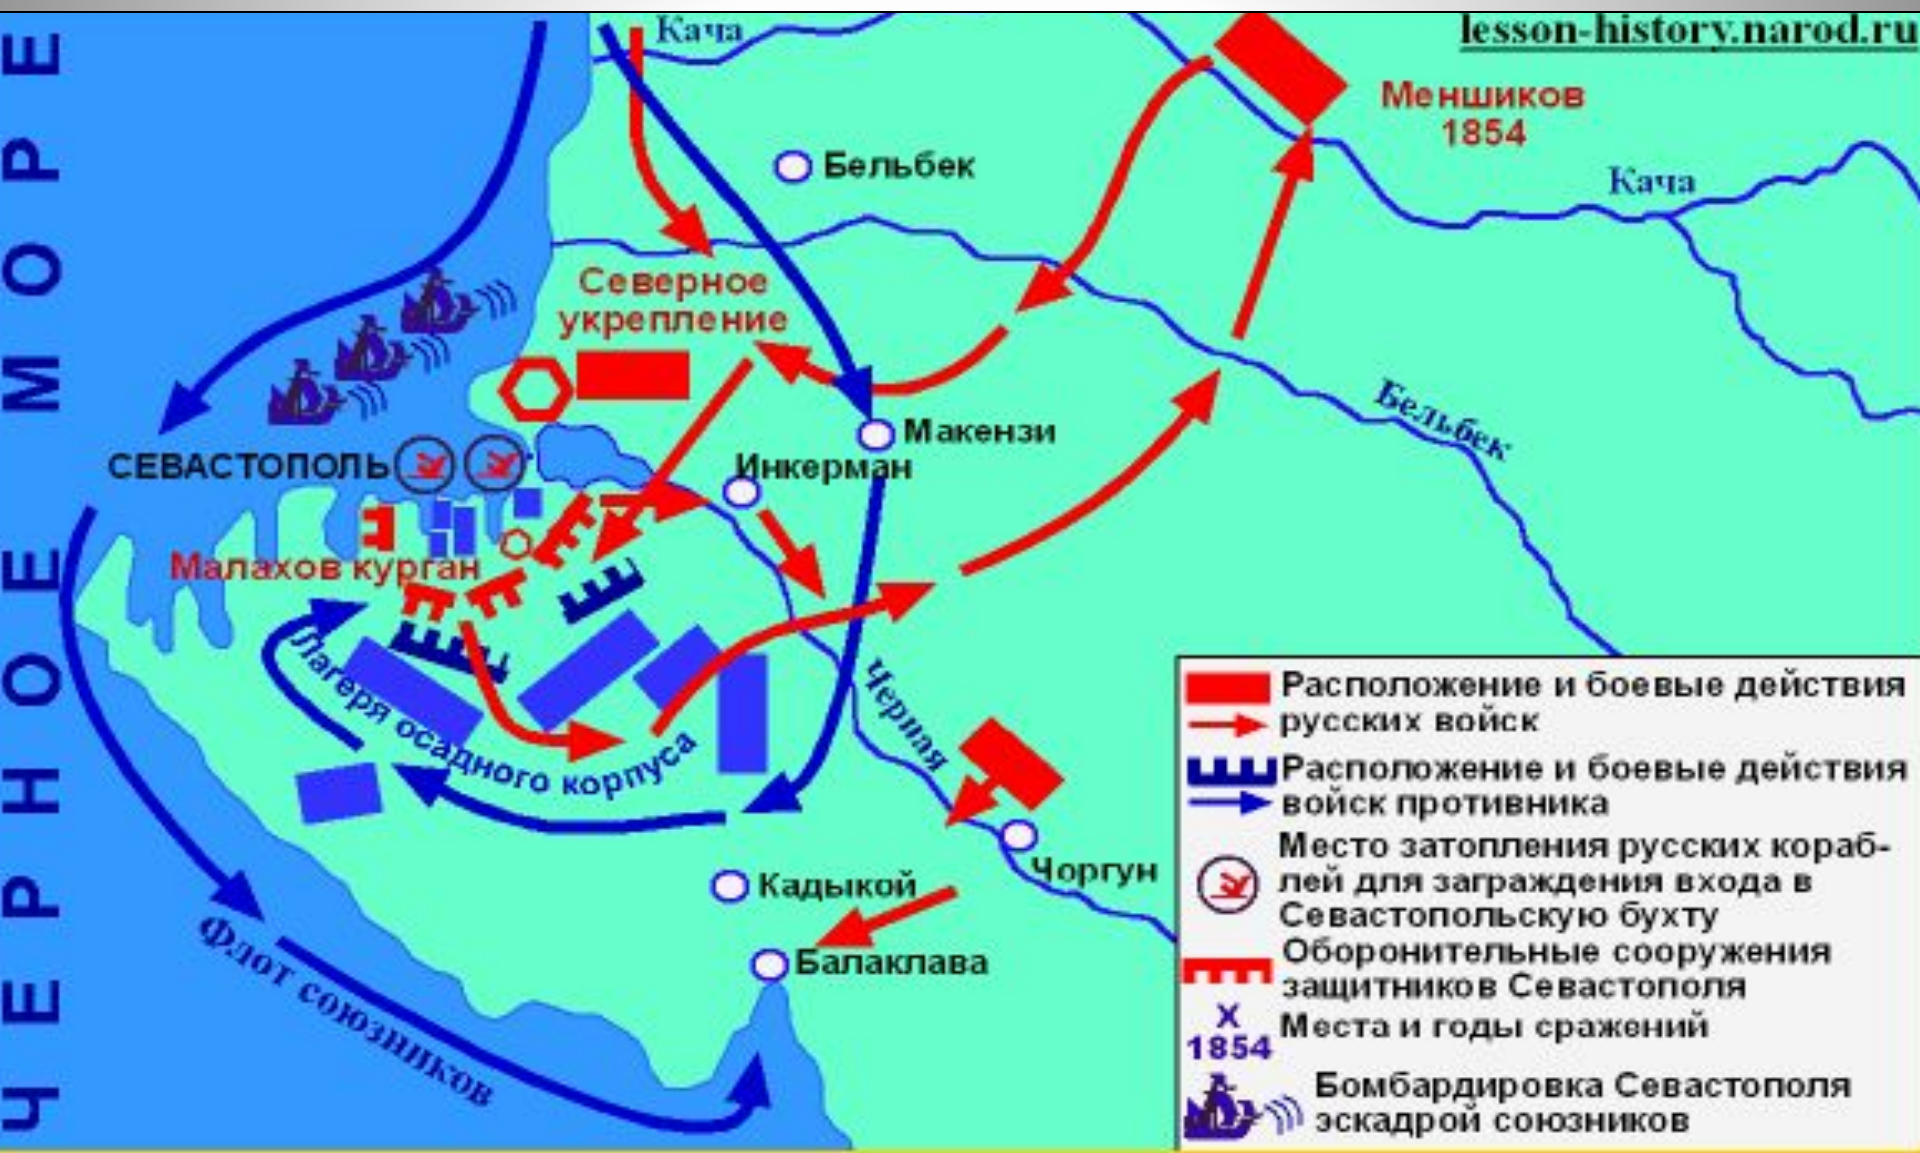 lesson-history.narod.ru
Кача
Меншиков
1854
Бельбек
Кача
Северное
укрепление
Бельбек
Макензи
СЕВАСТОПОЛЬ
Инкерман
Малахов курган
Лагеря осадного корпуса
Черная
Чоргун
Кадыкой
Балаклава
Флот союзников
ЧЕРНОЕ МОРЕ
Расположение и боевые действия
русских войск
Расположение и боевые действия
войск противника
Место затопления русских кораб-
лей для заграждения входа в
Севастопольскую бухту
Оборонительные сооружения
защитников Севастополя
X
1854
Места и годы сражений
Бомбардировка Севастополя
эскадрой союзников